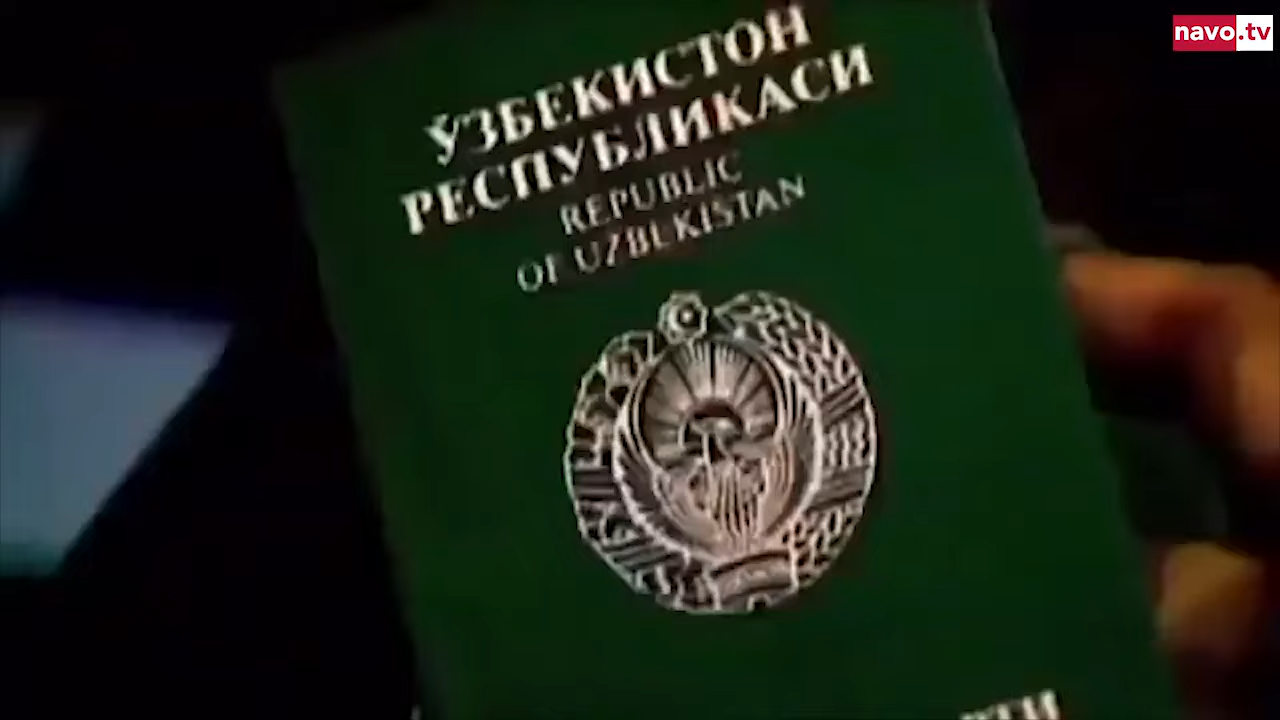 navo.tv
ЎЗБЕКИСТОН
РЕСПУБЛИКАСИ
REPUBLIC
OF UZBEKISTAN